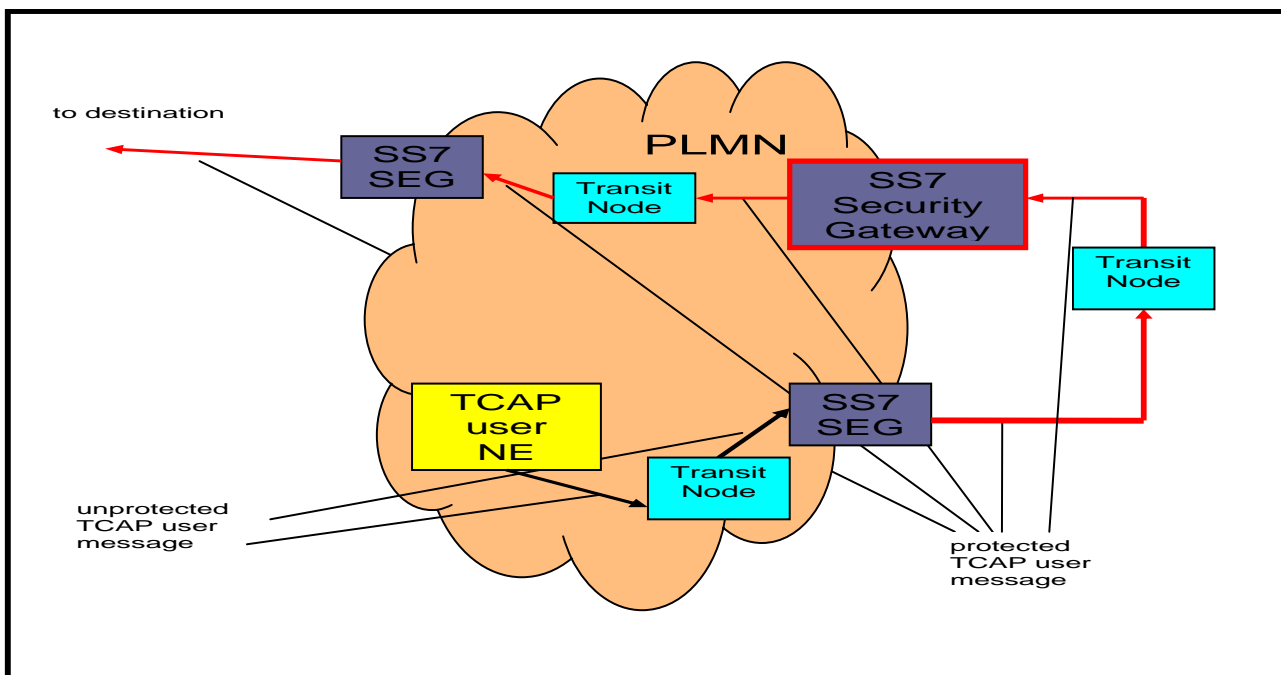 to destination
PLMN
SS7
SEG
Transit
Node
SS7
Security
Gateway
Transit
Node
TCAP
user
NE
SS7
SEG
Transit
Node
unprotected
TCAP user
message
protected
TCAP user
message